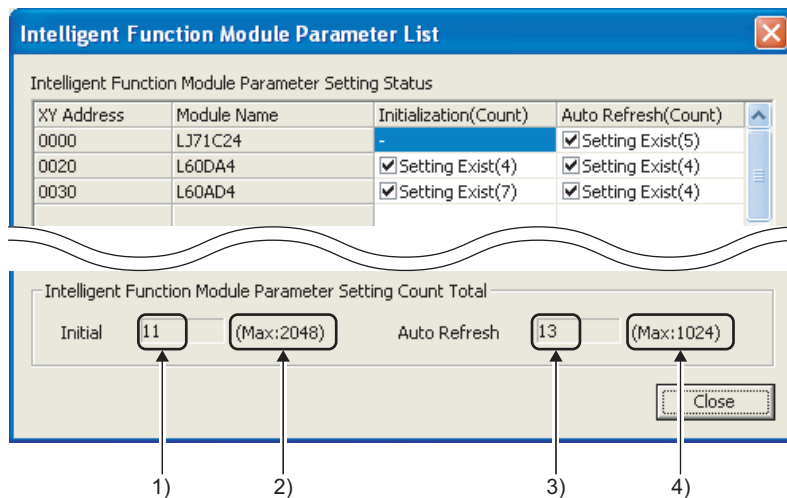 Intelligent Function Module Parameter List
Intelligent Function Module Parameter Setting Status
XY Address Module Name Initialization(Count) Auto Refresh(Count)
0000 LJ71C24 - Setting Exist(5)
0020 L60DA4 Setting Exist(4) Setting Exist(4)
0030 L60AD4 Setting Exist(7) Setting Exist(4)
Intelligent Function Module Parameter Setting Count Total
Initial 11 (Max:2048) Auto Refresh 13 (Max:1024)
Close
1) 2) 3) 4)